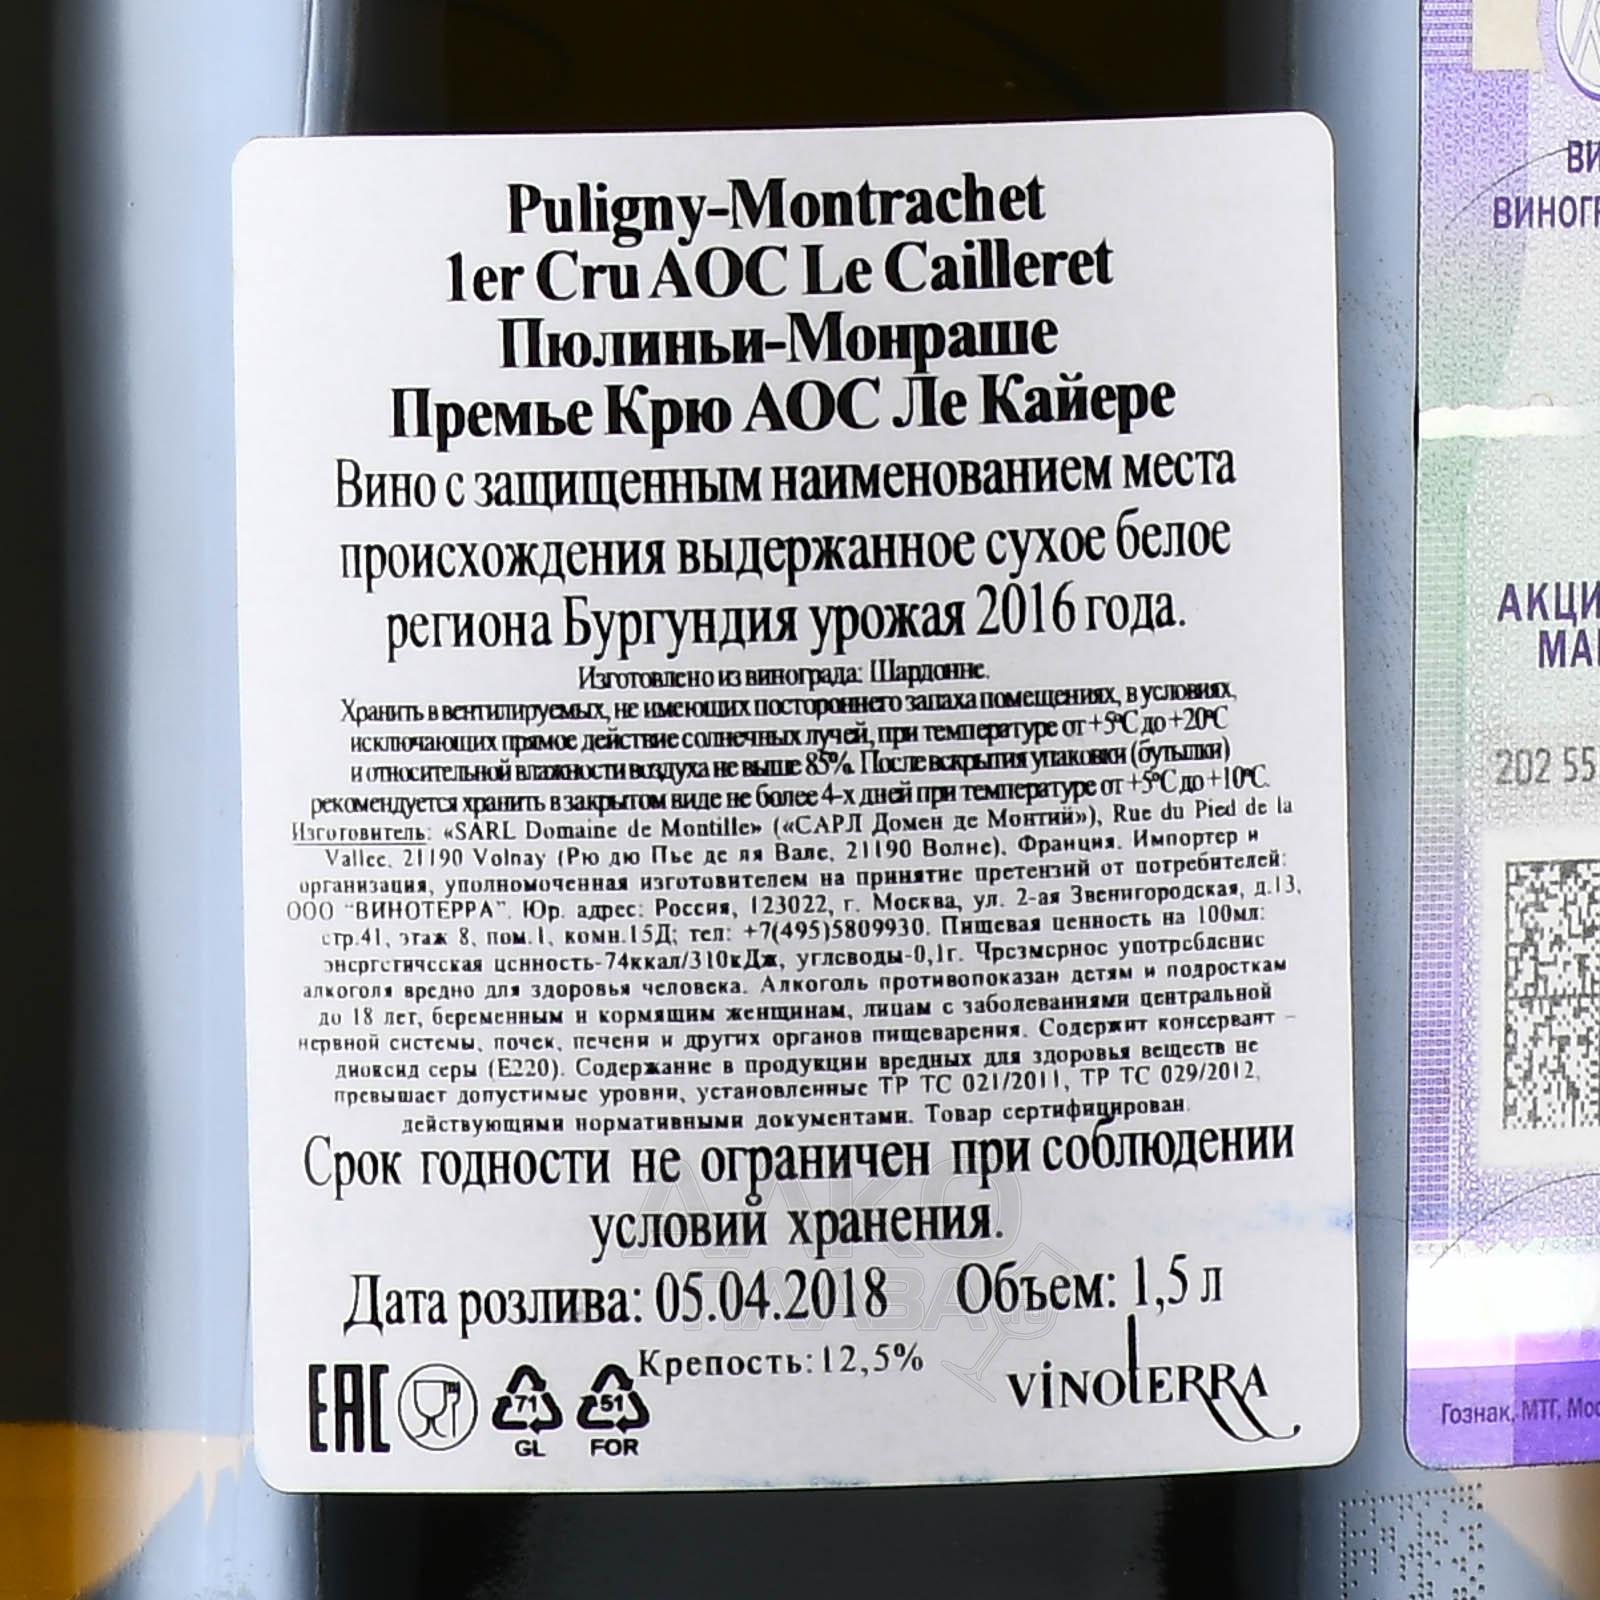 Puligny-Montrachet
1er Cru AOC Le Cailleret
Пюлиньи-Монраше
Премье Крю АОС Ле Кайере
Вино с защищенным наименованием места
происхождения выдержанное сухое белое
региона Бургундия урожая 2016 года.
Изготовлено из винограда: Шардонне.
Хранить в вентилируемых, не имеющих постороннего запаха помещениях, в условиях,
исключающих прямое действие солнечных лучей, при температуре от +5°С до +20°С
и относительной влажности воздуха не выше 85%. После вскрытия упаковки (бутылки)
рекомендуется хранить в закрытом виде не более 4-х дней при температуре от +5°С до +10°С.
Изготовитель: «SARL Domaine de Montille» («САРЛ Домен де Монтий»), Rue du Pied de la
Vallee, 21190 Volnay (Рю дю Пье де ля Вале, 21190 Волне), Франция. Импортер и
организация, уполномоченная изготовителем на принятие претензий от потребителей:
ООО "ВИНОТЕРРА". Юр. адрес: Россия, 123022, г. Москва, ул. 2-ая Звенигородская, д.13,
стр.41, этаж 8, пом.I, комн.15Д; тел: +7(495)5809930. Пищевая ценность на 100мл:
энергетическая ценность-74ккал/310кДж, углеводы-0,1г. Чрезмерное употребление
алкоголя вредно для здоровья человека. Алкоголь противопоказан детям и подросткам
до 18 лет, беременным и кормящим женщинам, лицам с заболеваниями центральной
нервной системы, почек, печени и других органов пищеварения. Содержит консервант –
диоксид серы (Е220). Содержание в продукции вредных для здоровья веществ не
превышает допустимые уровни, установленные ТР ТС 021/2011, ТР ТС 029/2012,
действующими нормативными документами. Товар сертифицирован.
Срок годности не ограничен при соблюдении
условий хранения.
Дата розлива: 05.04.2018 Объем: 1,5 л
Крепость:12,5%
EAC 71 GL 51 FOR VINOTERRA
АЛКО
ПЛАВА.ru
ВИ
ВИНОГР
АКЦИ
МА
202 55
Гознак, МТГ, Мос